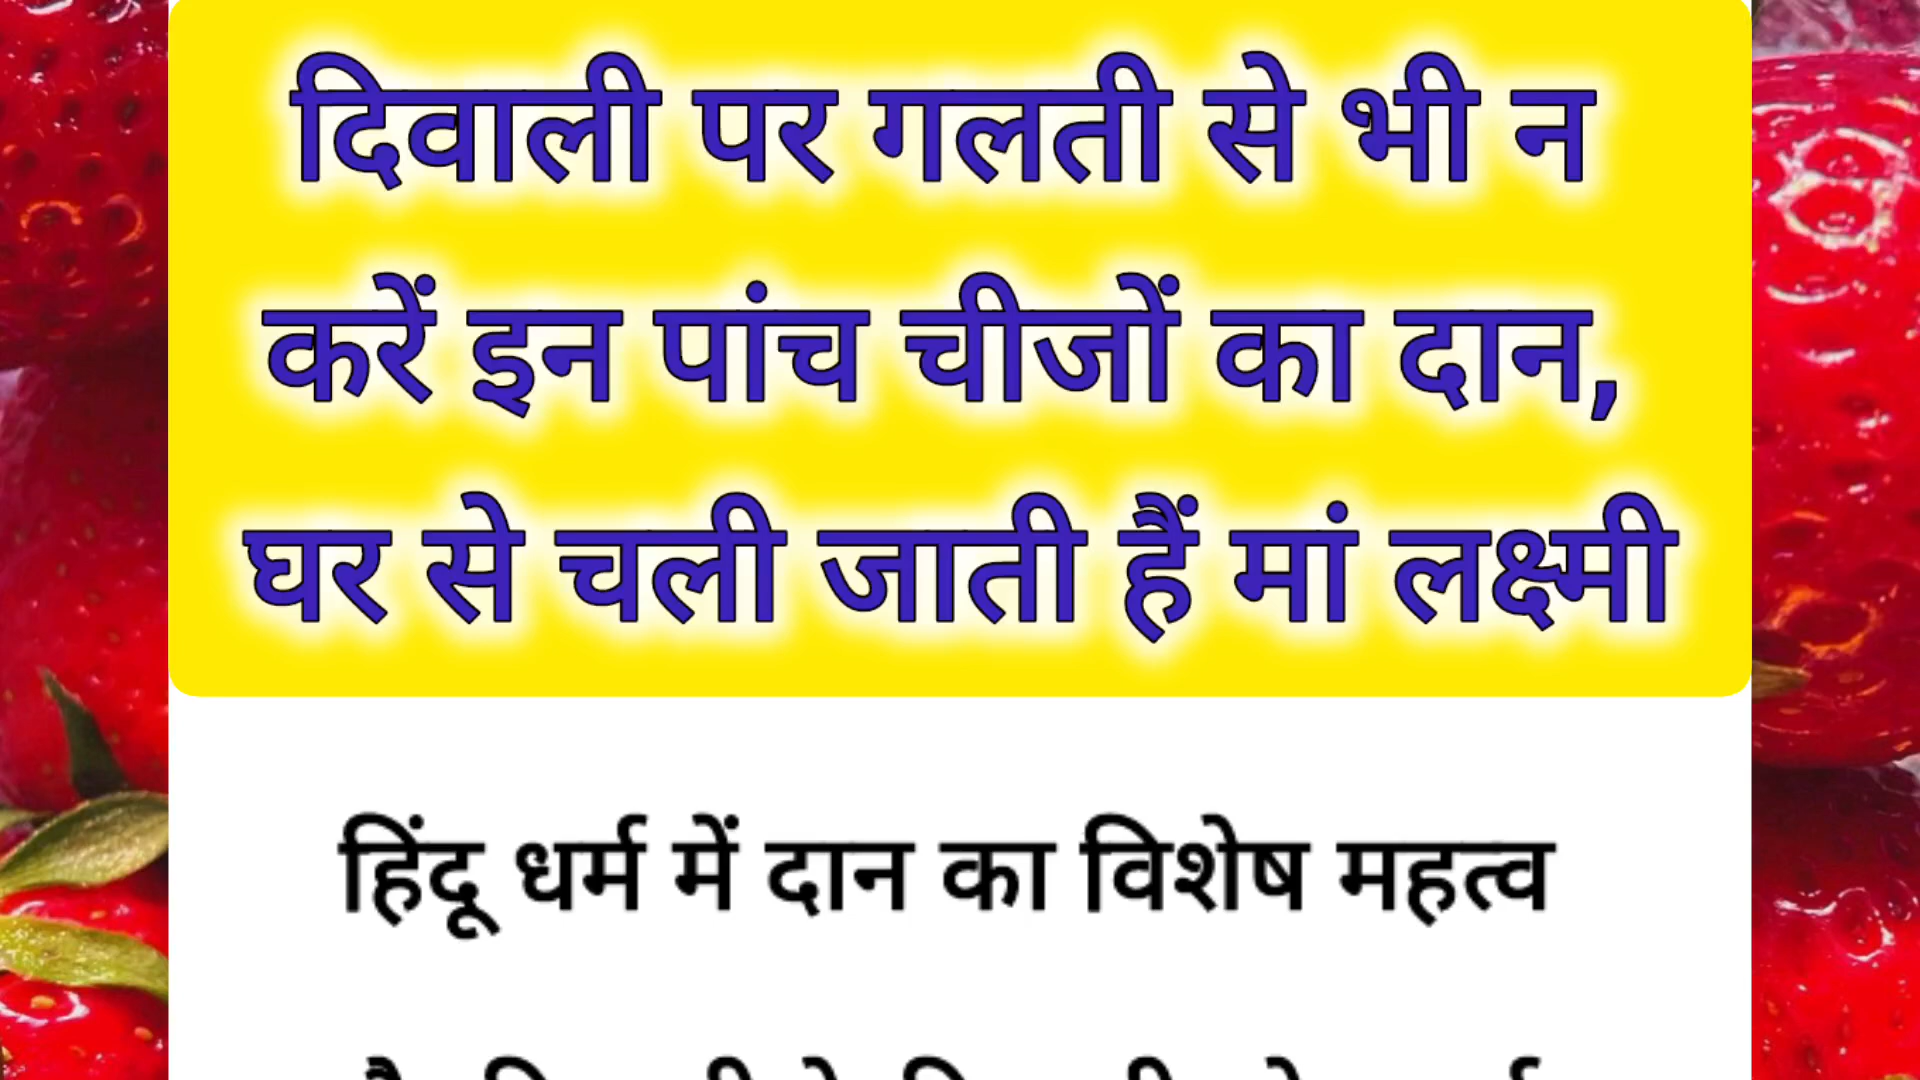 दिवाली पर गलती से भी न
करें इन पांच चीजों का दान,
घर से चली जाती हैं मां लक्ष्मी
हिंदू धर्म में दान का विशेष महत्व